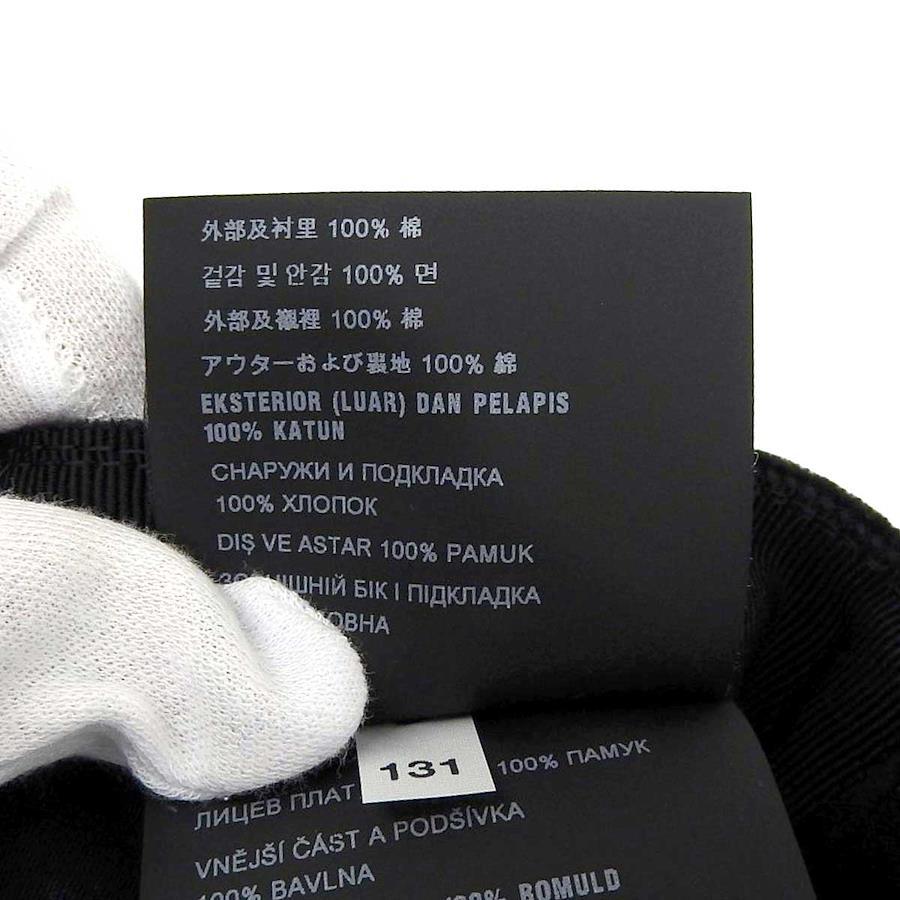 外部及衬里 100% 棉
겉감 및 안감 100% 면
外部及襯裡 100% 棉
アウターおよび裏地 100% 綿
EKSTERIOR (LUAR) DAN PELAPIS
100% KATUN
СНАРУЖИ И ПОДКЛАДКА
100% ХЛОПОК
DIŞ VE ASTAR 100% PAMUK
БІК І ПІДКЛАДКА
131
100% ПАМУК
ЛИЦЕВ ПЛАТ
VNĚJŠÍ ČÁST A PODŠÍVKA
100% BAVLNA
100% BOMULD